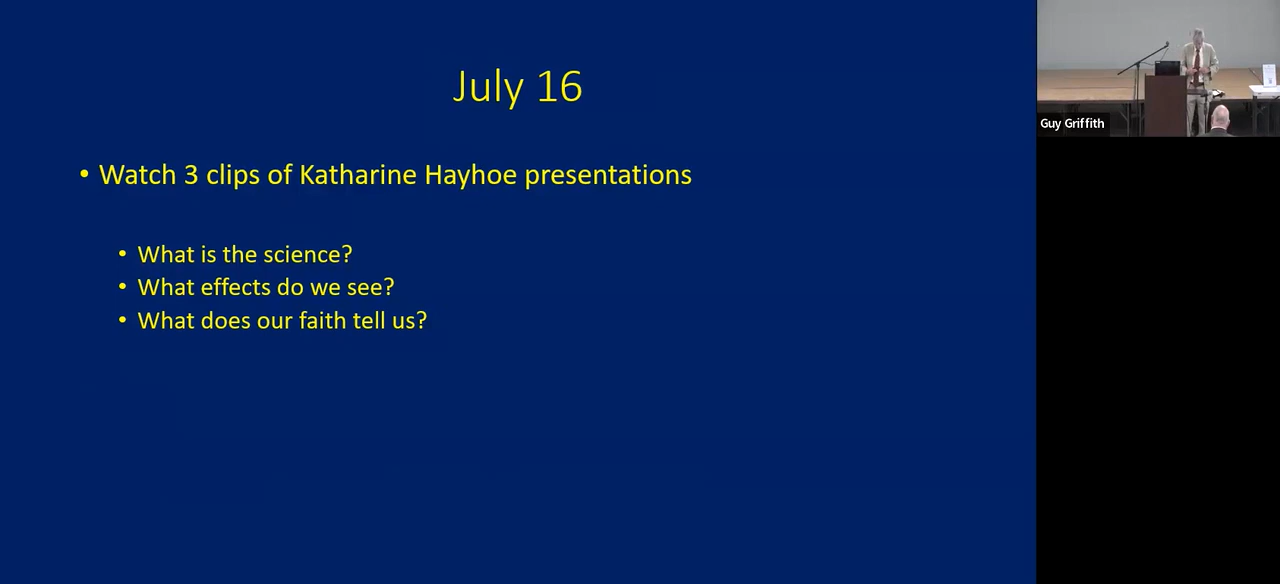 July 16
• Watch 3 clips of Katharine Hayhoe presentations
• What is the science?
• What effects do we see?
• What does our faith tell us?
Guy Griffith